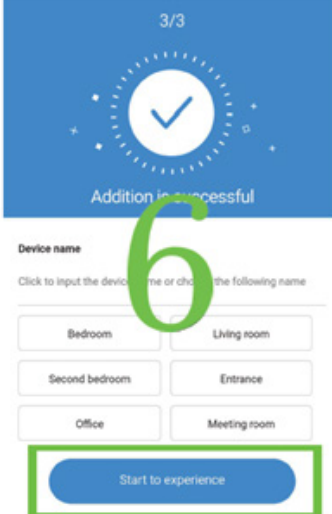 3/3
Addition is successful
6
Device name
Click to input the device name or choose the following name
Bedroom
Living room
Second bedroom
Entrance
Office
Meeting room
Start to experience